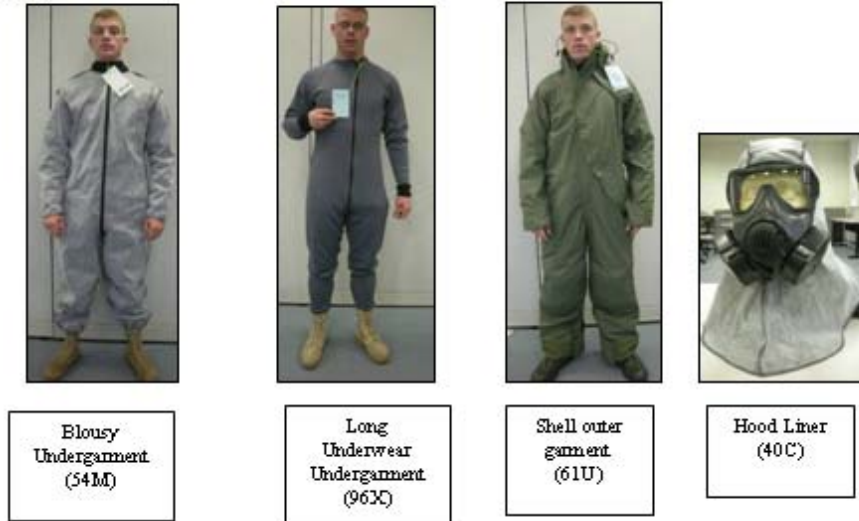 Blousy
Undergarment
(54M)
Long
Underwear
Undergarment
(96X)
Shell outer
garment
(61U)
Hood Liner
(40C)